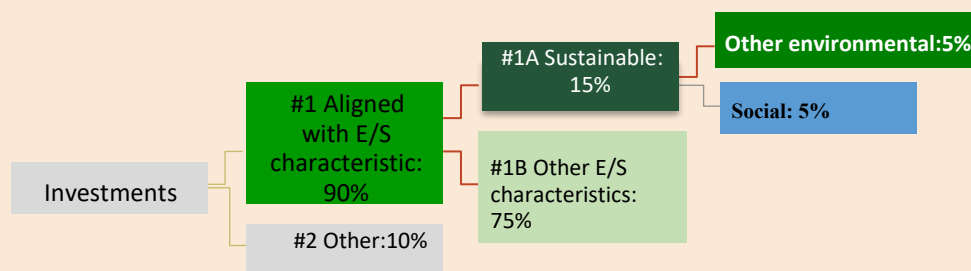 Investments
#1 Aligned
with E/S
characteristic:
90%
#2 Other:10%
#1A Sustainable:
15%
#1B Other E/S
characteristics:
75%
Other environmental:5%
Social: 5%